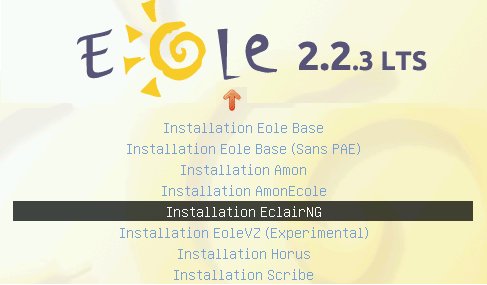 Eole 2.2.3 LTS
Installation Eole Base
Installation Eole Base (Sans PAE)
Installation Amon
Installation AmonEcole
Installation EclairNG
Installation EoleVZ (Experimental)
Installation Horus
Installation Scribe